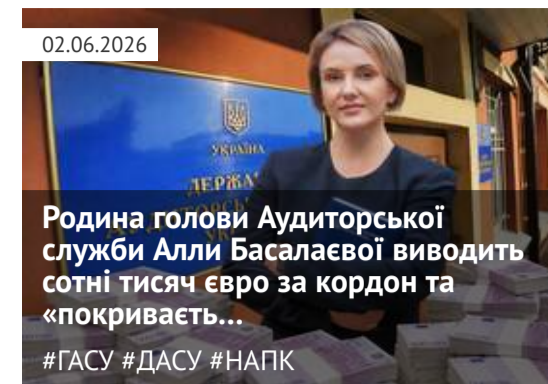 02.06.2026
УКРАЇНА
ДЕРЖА
Родина голови Аудиторської
служби Алли Басалаєвої виводить
сотні тисяч євро за кордон та
«покриваєть...
#ГАСУ #ДАСУ #НАПК